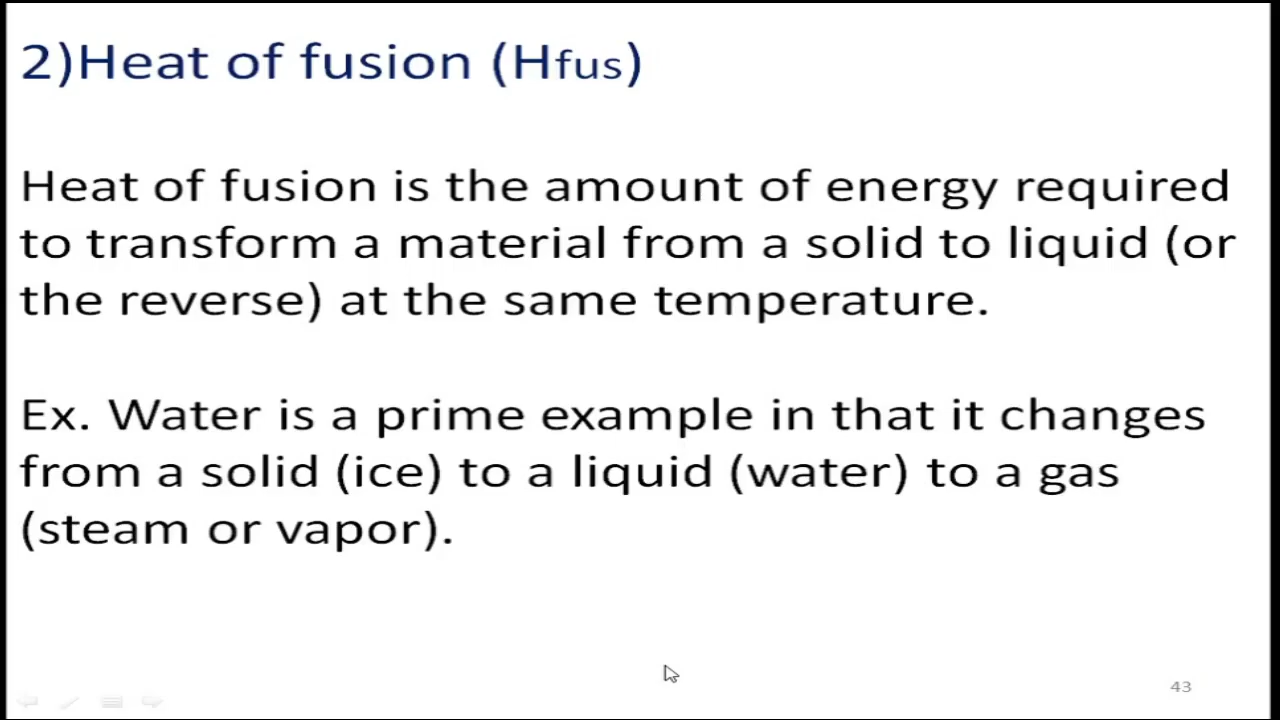 2)Heat of fusion (Hfus)
Heat of fusion is the amount of energy required
to transform a material from a solid to liquid (or
the reverse) at the same temperature.
Ex. Water is a prime example in that it changes
from a solid (ice) to a liquid (water) to a gas
(steam or vapor).
43